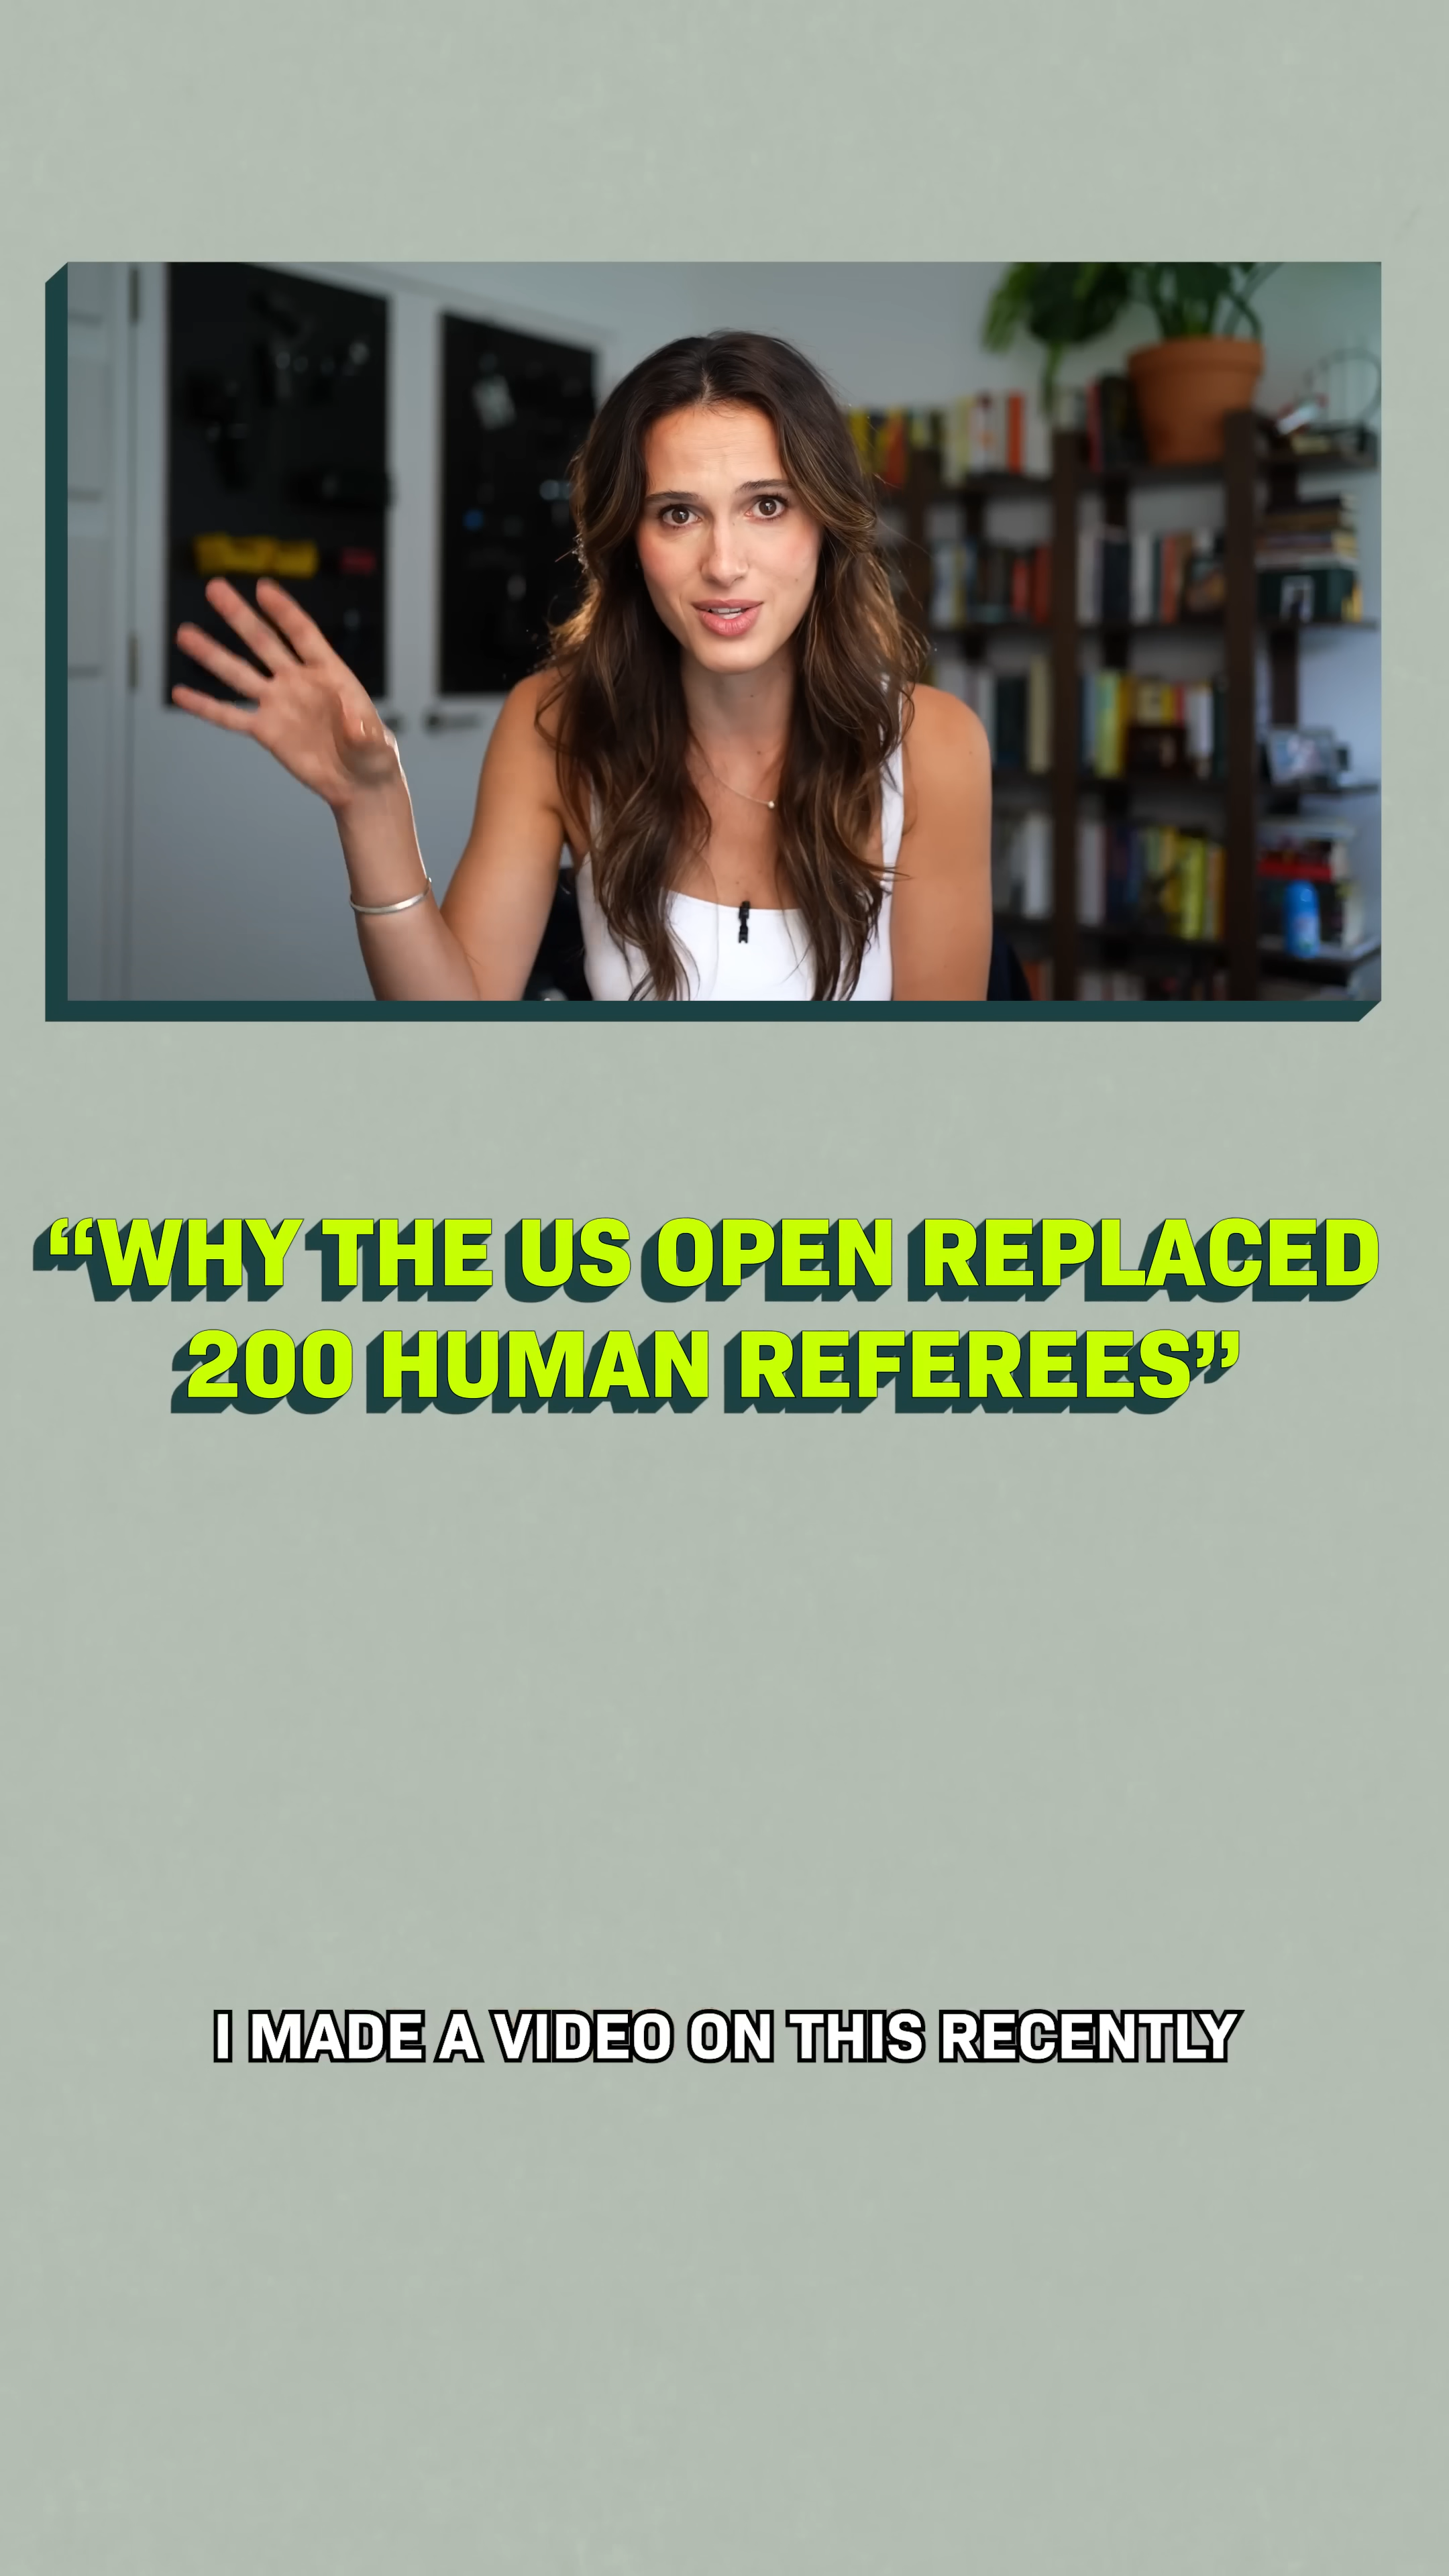 “WHY THE US OPEN REPLACED
200 HUMAN REFEREES”
I MADE A VIDEO ON THIS RECENTLY